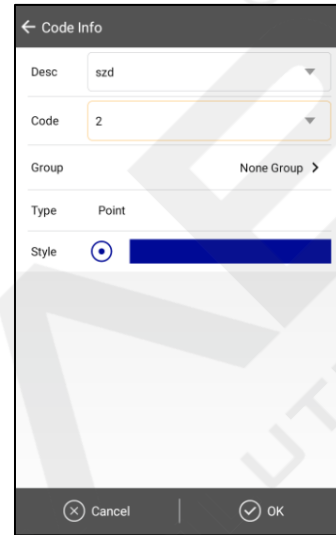 Code Info
Desc szd
Code 2
Group None Group
Type Point
Style
Cancel OK